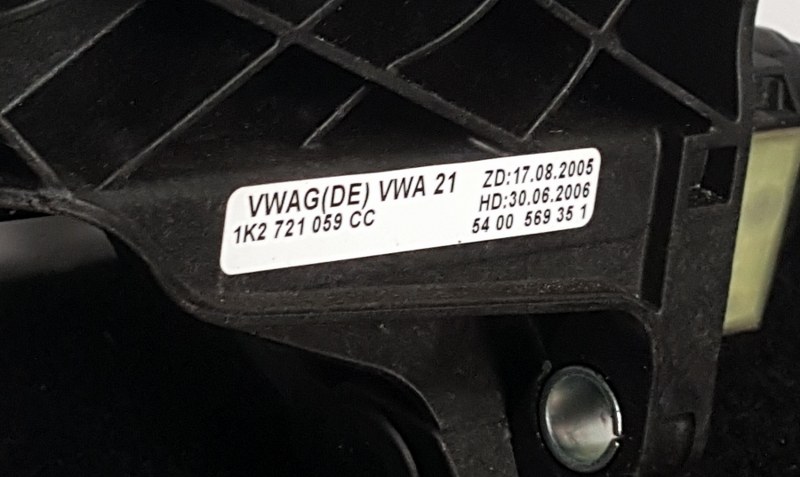 VWAG(DE) VWA 21 ZD:17.08.2005
HD:30.06.2006
1K2 721 059 CC 54 00 569 35 1